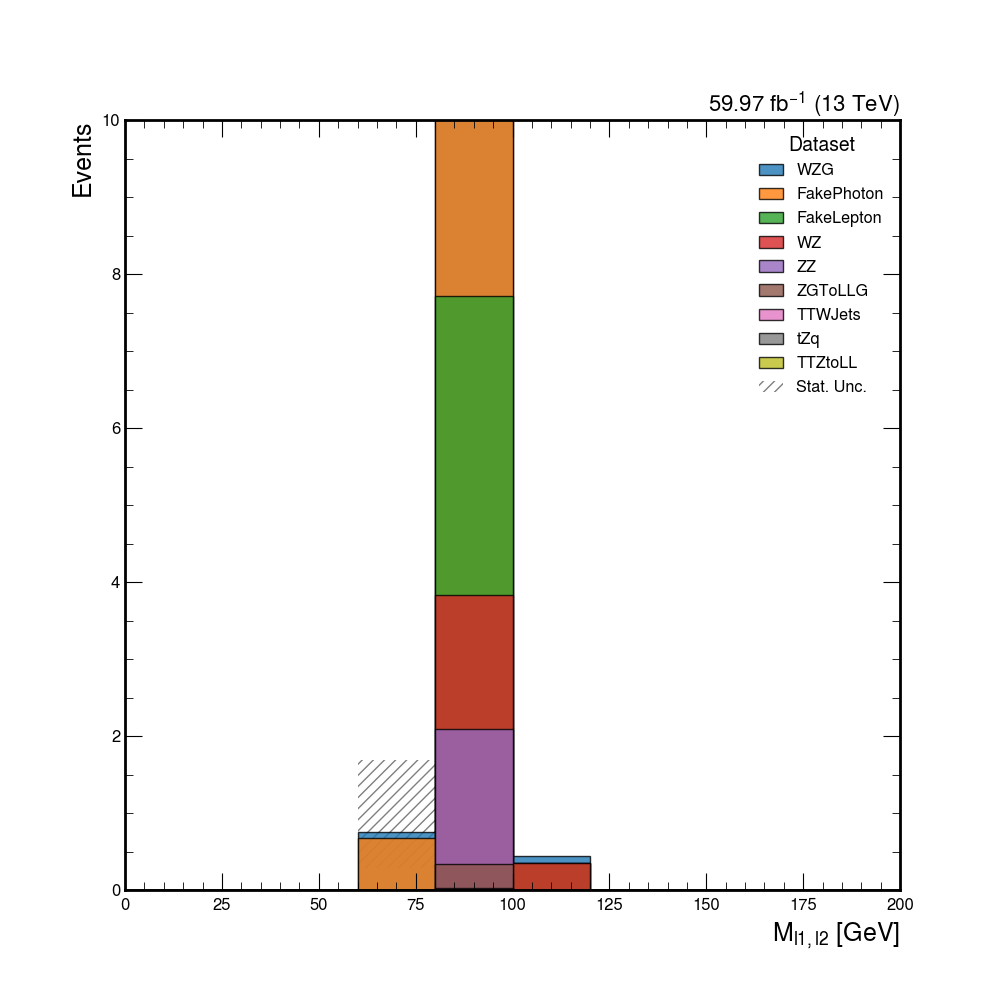 59.97 fb⁻¹ (13 TeV)
Events
10
8
6
4
2
0
Dataset
WZG
FakePhoton
FakeLepton
WZ
ZZ
ZGToLLG
TTWJets
tZq
TTZtoLL
Stat. Unc.
0 25 50 75 100 125 150 175 200
M_{l1, l2} [GeV]